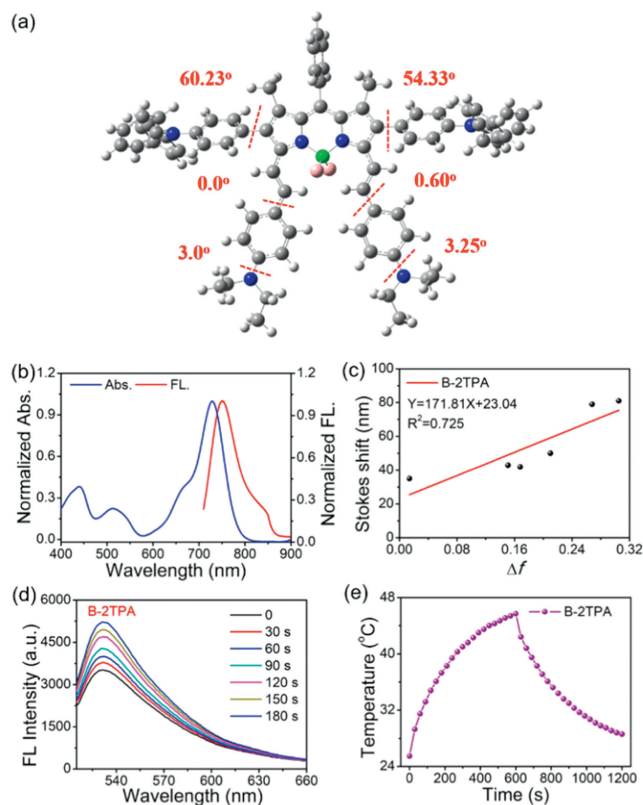 (a)
60.23° 54.33°
0.0° 0.60°
3.0° 3.25°
(b)
Abs. FL.
Normalized Abs.
1.2
0.9
0.6
0.3
0.0
400 500 600 700 800 900
Wavelength (nm)
1.2
0.9
0.6
0.3
0.0
Normalized FL.
(c)
B-2TPA
Y=171.81X+23.04
R²=0.725
Stokes shift (nm)
100
80
60
40
20
0
0.00 0.08 0.16 0.24 0.32
Δf
(d)
B-2TPA
0
30 s
60 s
90 s
120 s
150 s
180 s
FL Intensity (a.u.)
6000
4500
3000
1500
0
540 570 600 630 660
Wavelength (nm)
(e)
B-2TPA
Temperature (°C)
48
42
36
30
24
0 200 400 600 800 1000 1200
Time (s)